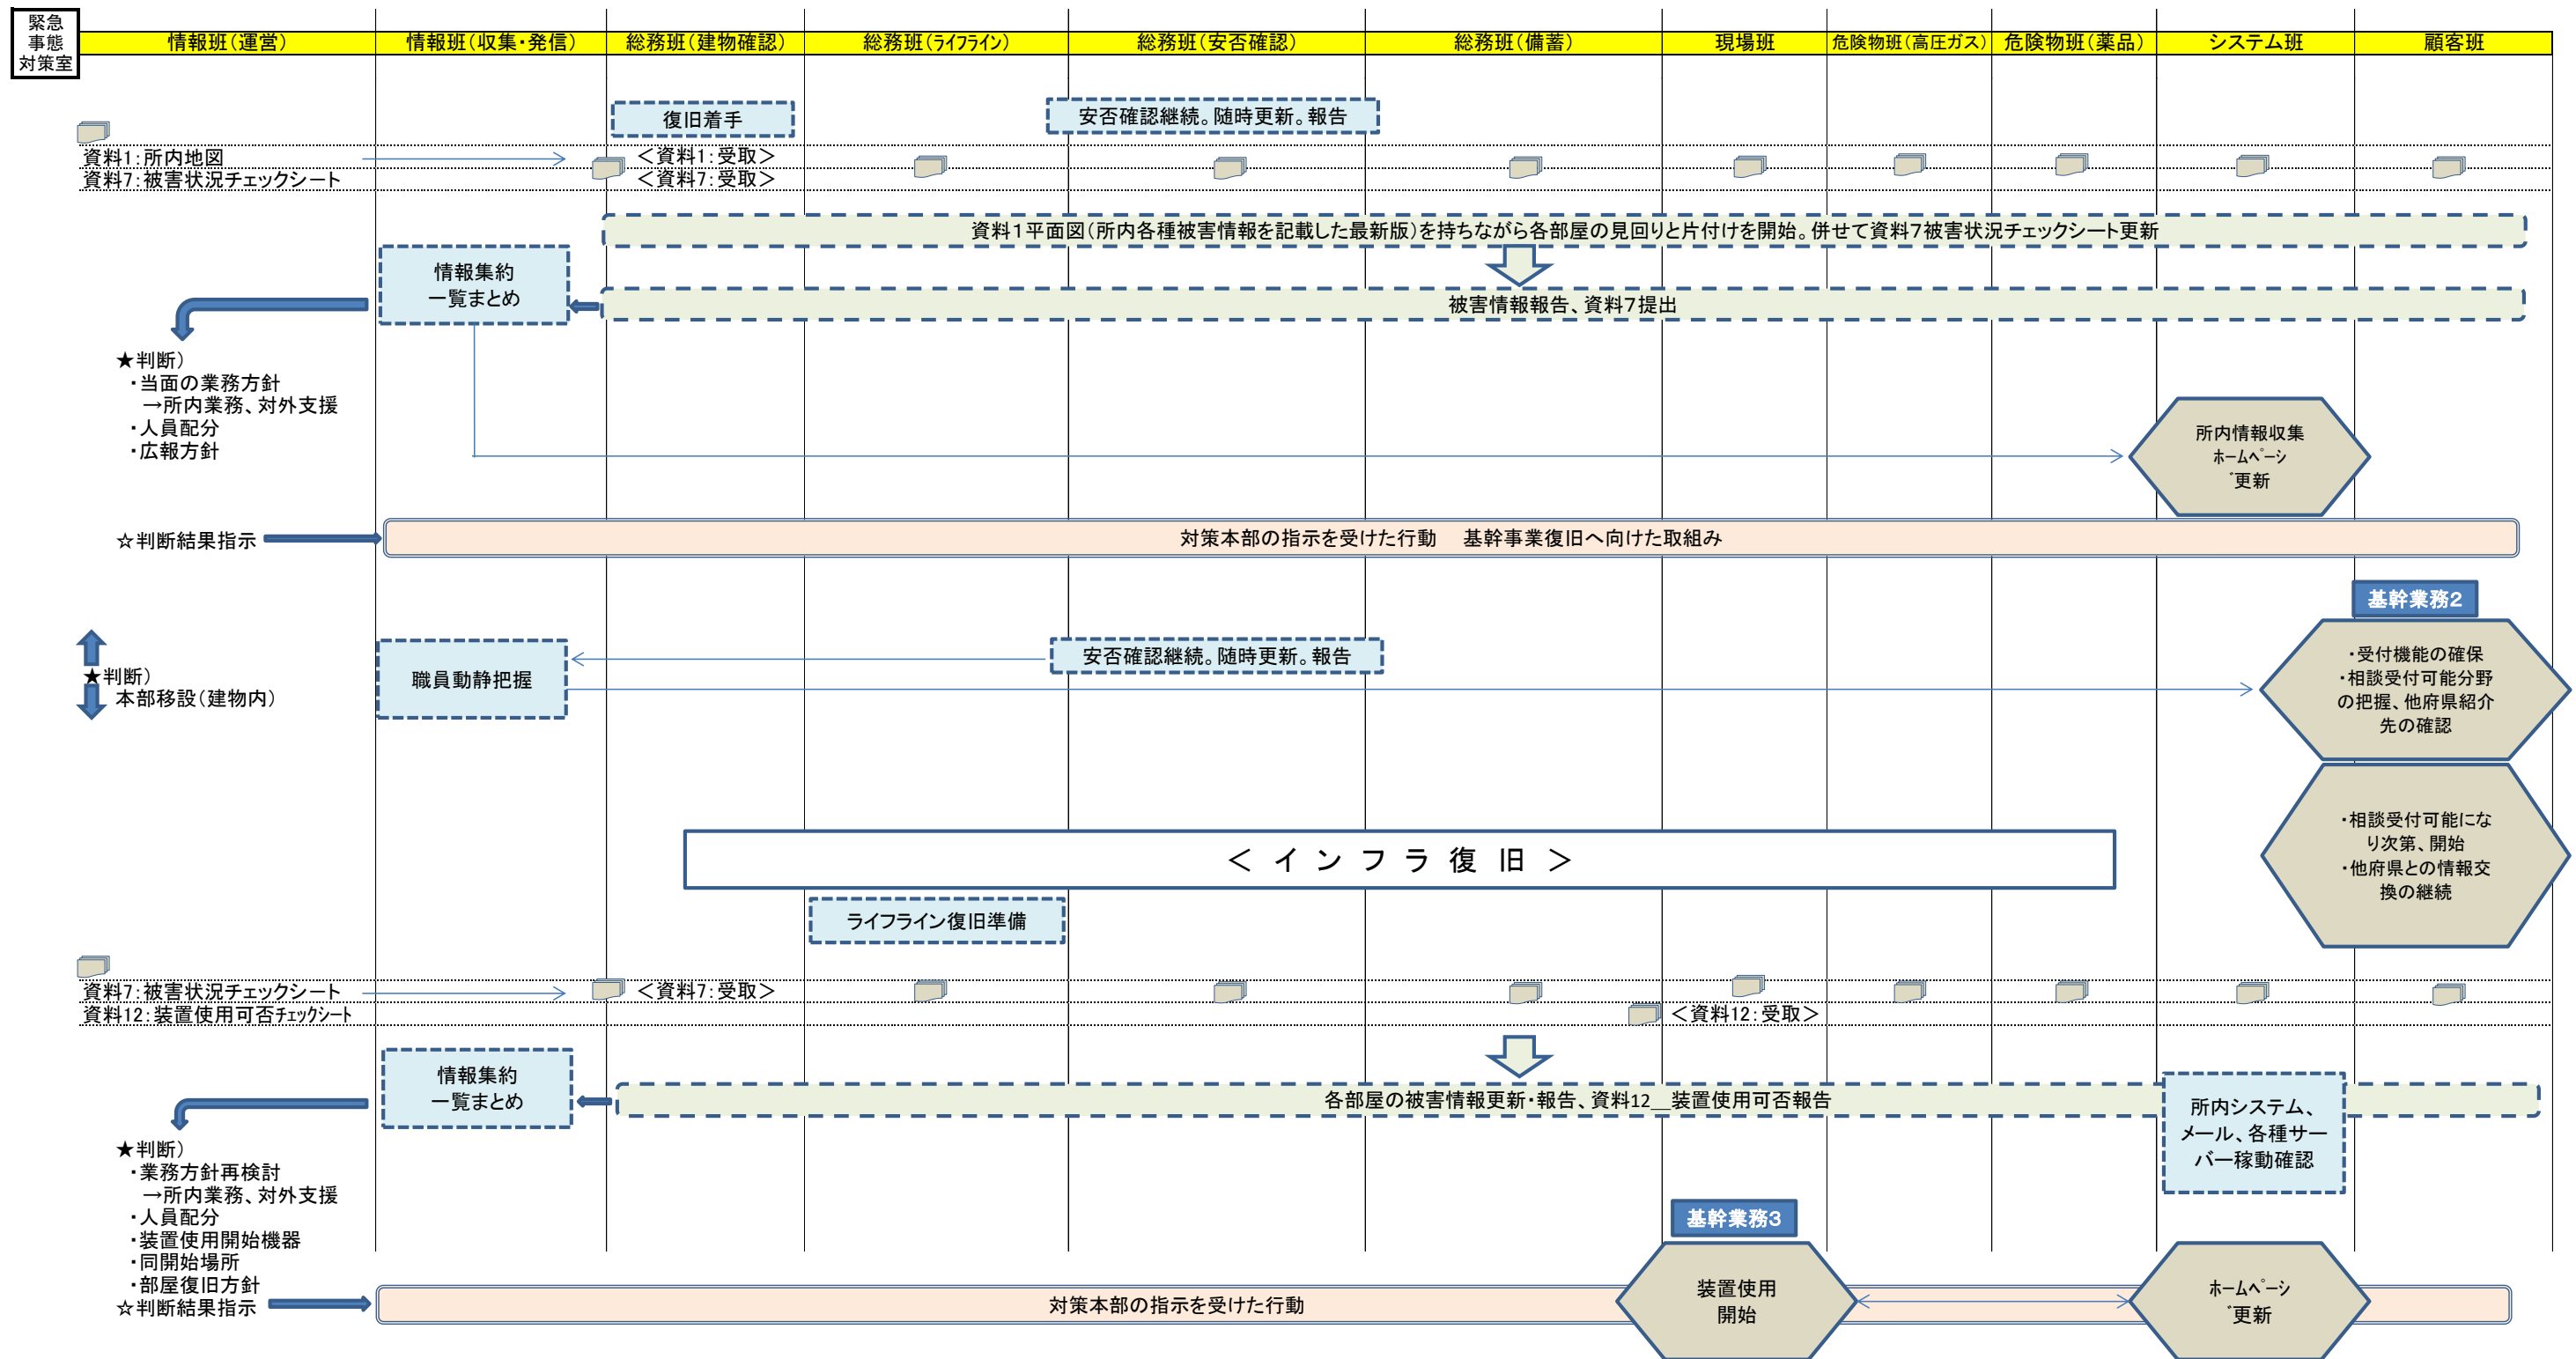 緊急
事態
対策室
情報班（運営）
情報班（収集・発信）
総務班（建物確認）
総務班（ﾗｲﾌﾗｲﾝ）
総務班（安否確認）
総務班（備蓄）
現場班
危険物班（高圧ガス）
危険物班（薬品）
システム班
顧客班
復旧着手
安否確認継続。随時更新。報告
資料1：所内地図
＜資料1：受取＞
資料7：被害状況チェックシート
＜資料7：受取＞
資料１平面図（所内各種被害情報を記載した最新版）を持ちながら各部屋の見回りと片付けを開始。併せて資料７被害状況チェックシート更新
情報集約
一覧まとめ
被害情報報告、資料７提出
★判断）
・当面の業務方針
→所内業務、対外支援
・人員配分
・広報方針
所内情報収集
ﾎｰﾑﾍﾟｰｼ
ﾞ更新
☆判断結果指示
対策本部の指示を受けた行動　基幹事業復旧へ向けた取組み
基幹業務２
★判断）
本部移設（建物内）
職員動静把握
安否確認継続。随時更新。報告
・受付機能の確保
・相談受付可能分野
の把握、他府県紹介
先の確認
・相談受付可能にな
り次第、開始
・他府県との情報交
換の継続
＜ イ ン フ ラ 復 旧 ＞
ライフライン復旧準備
資料7：被害状況チェックシート
＜資料7：受取＞
資料12：装置使用可否ﾁｪｯｸｼｰﾄ
＜資料12：受取＞
情報集約
一覧まとめ
各部屋の被害情報更新・報告、資料12＿装置使用可否報告
所内システム、
メール、各種サー
バー稼動確認
★判断）
・業務方針再検討
→所内業務、対外支援
・人員配分
・装置使用開始機器
・同開始場所
・部屋復旧方針
☆判断結果指示
基幹業務３
対策本部の指示を受けた行動
装置使用
開始
ﾎｰﾑﾍﾟｰｼ
ﾞ更新